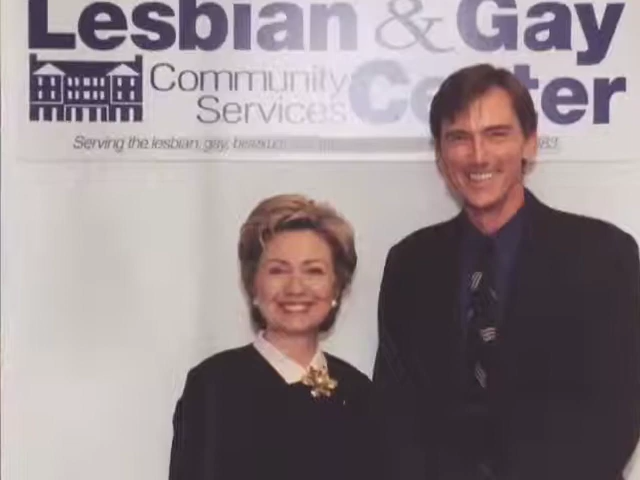 Lesbian & Gay
Community
Services
Center
Serving the lesbian, gay,